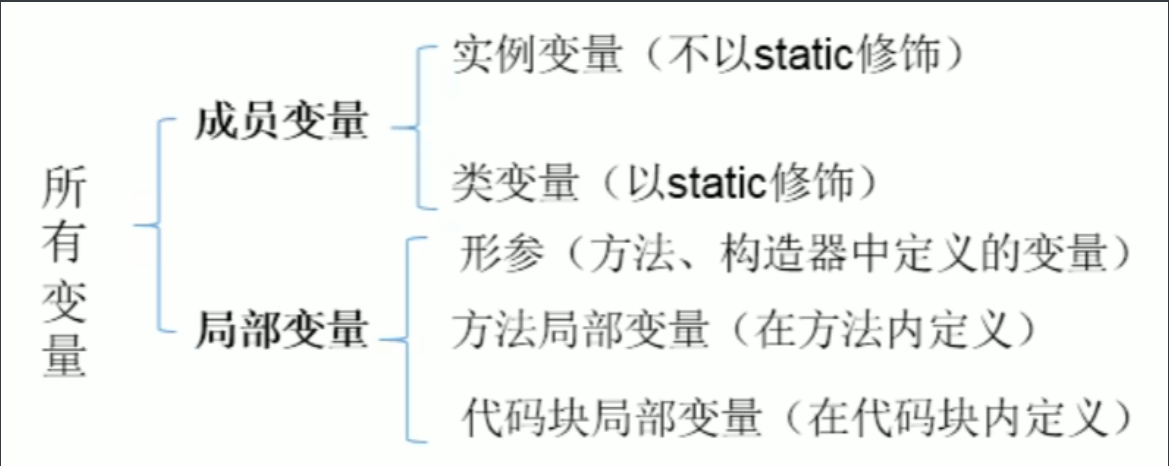 所有变量
成员变量
实例变量（不以static修饰）
类变量（以static修饰）
局部变量
形参（方法、构造器中定义的变量）
方法局部变量（在方法内定义）
代码块局部变量（在代码块内定义）